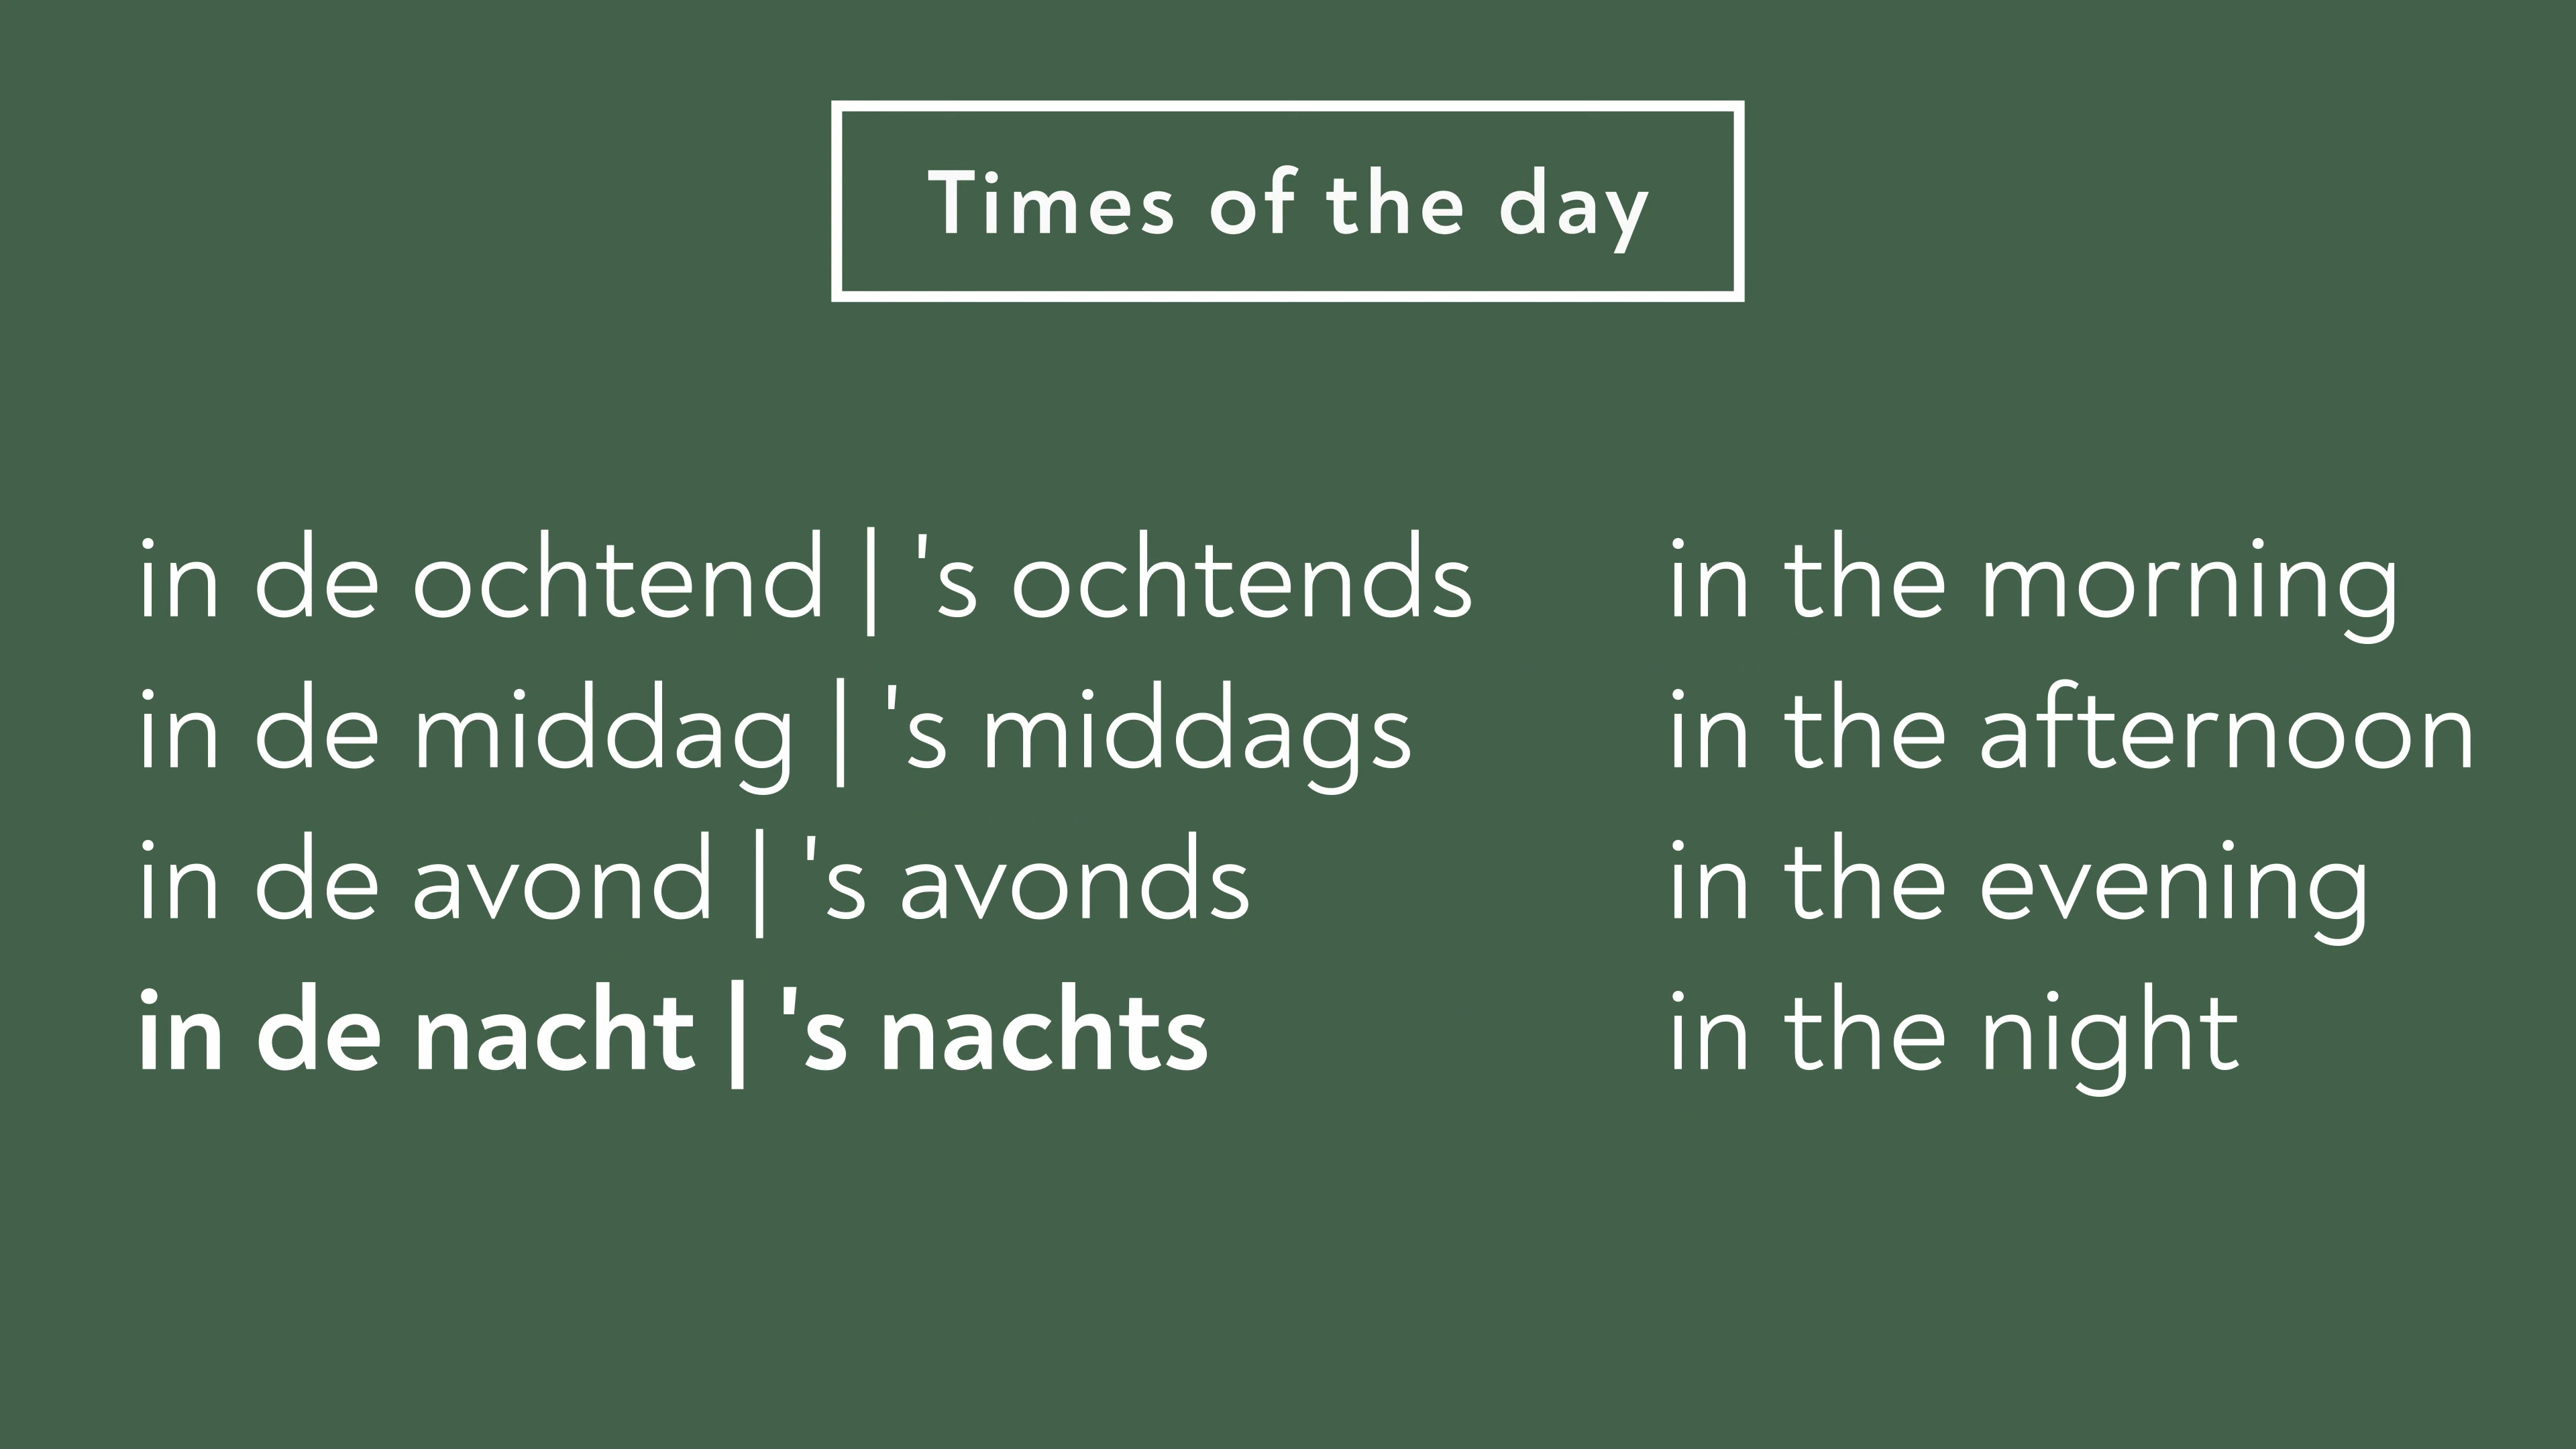 Times of the day
in de ochtend | 's ochtends in the morning
in de middag | 's middags in the afternoon
in de avond | 's avonds in the evening
in de nacht | 's nachts in the night